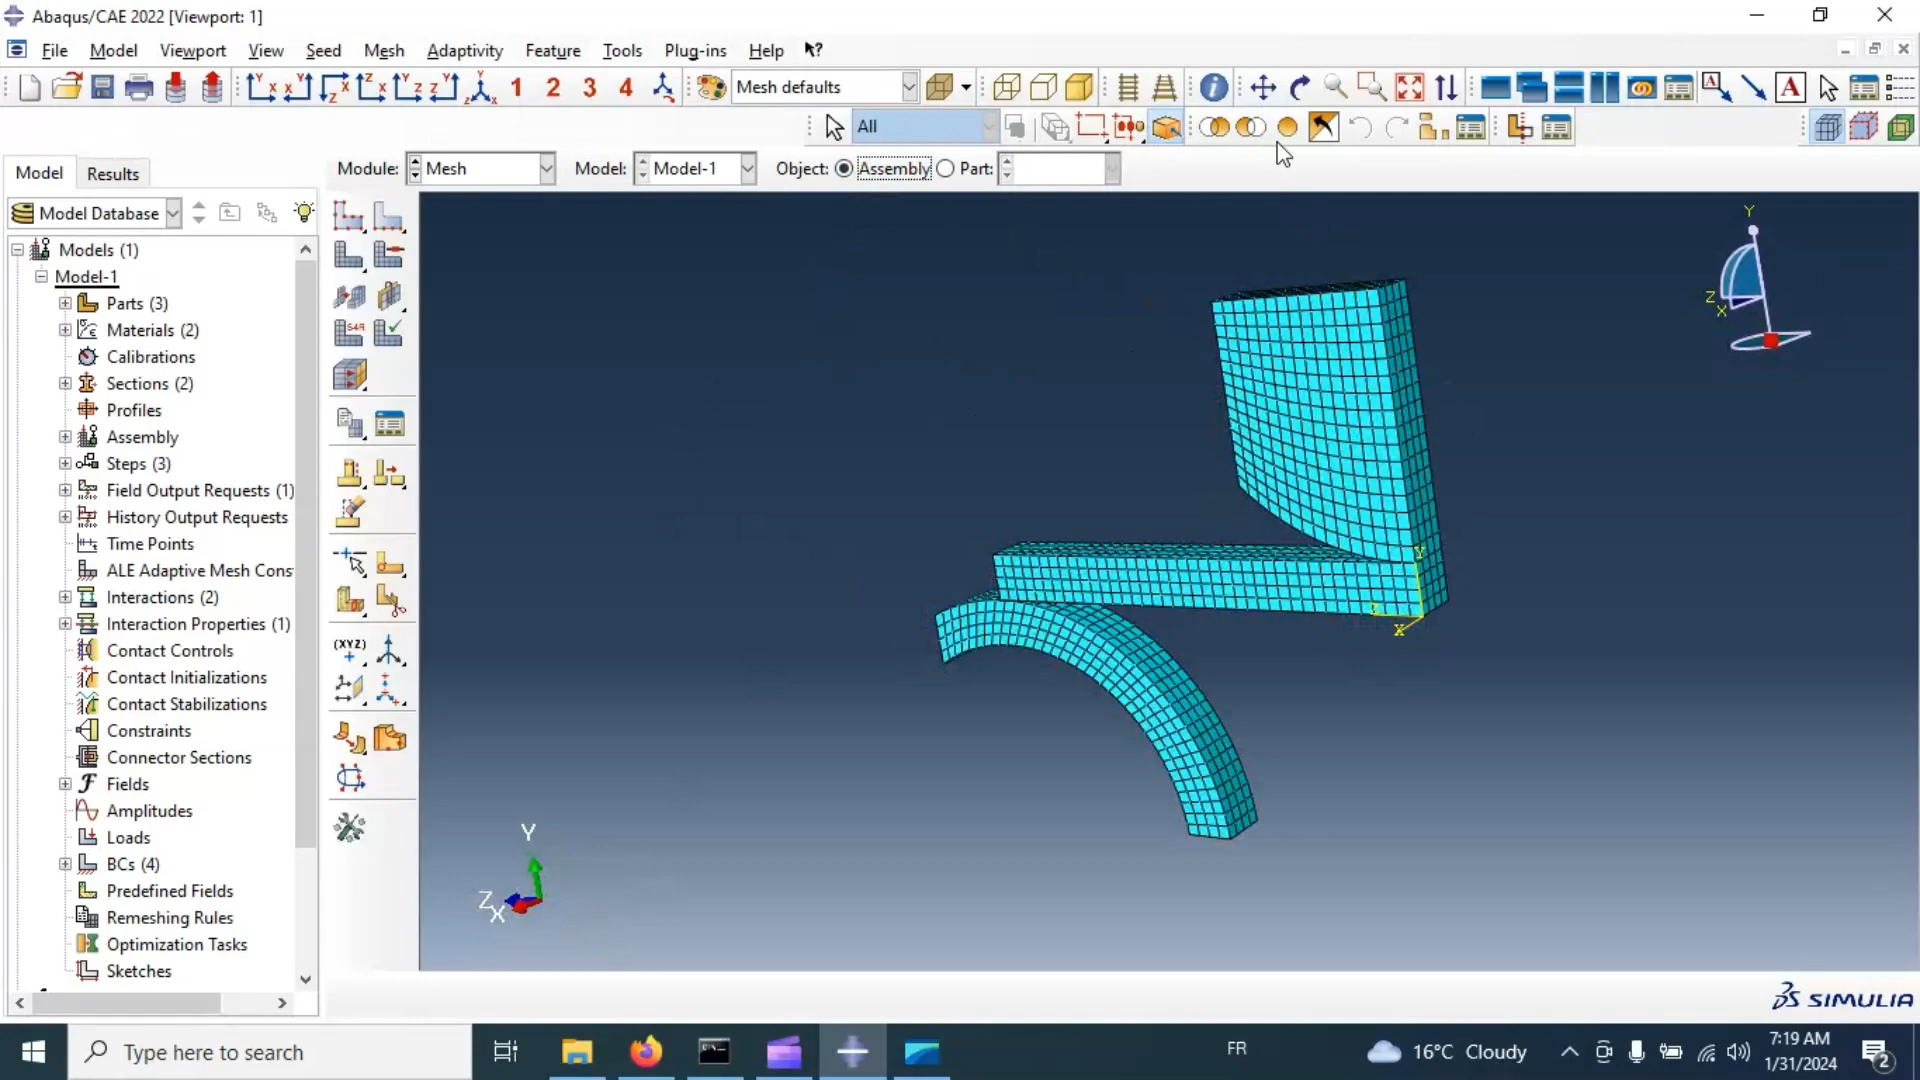 Abaqus/CAE 2022 [Viewport: 1]
File Model Viewport View Seed Mesh Adaptivity Feature Tools Plug-ins Help
1 2 3 4 Mesh defaults
All
Model Results Module: Mesh Model: Model-1 Object: Assembly Part:
Model Database
Models (1)
Model-1
Parts (3)
Materials (2)
Calibrations
Sections (2)
Profiles
Assembly
Steps (3)
Field Output Requests (1)
History Output Requests
Time Points
ALE Adaptive Mesh Cons
Interactions (2)
Interaction Properties (1)
Contact Controls
Contact Initializations
Contact Stabilizations
Constraints
Connector Sections
Fields
Amplitudes
Loads
BCs (4)
Predefined Fields
Remeshing Rules
Optimization Tasks
Sketches
S4R
(XYZ)
Y
Z
X
Y
X
Y
Z
X
SIMULIA
Type here to search
FR
16°C Cloudy
7:19 AM
1/31/2024
2